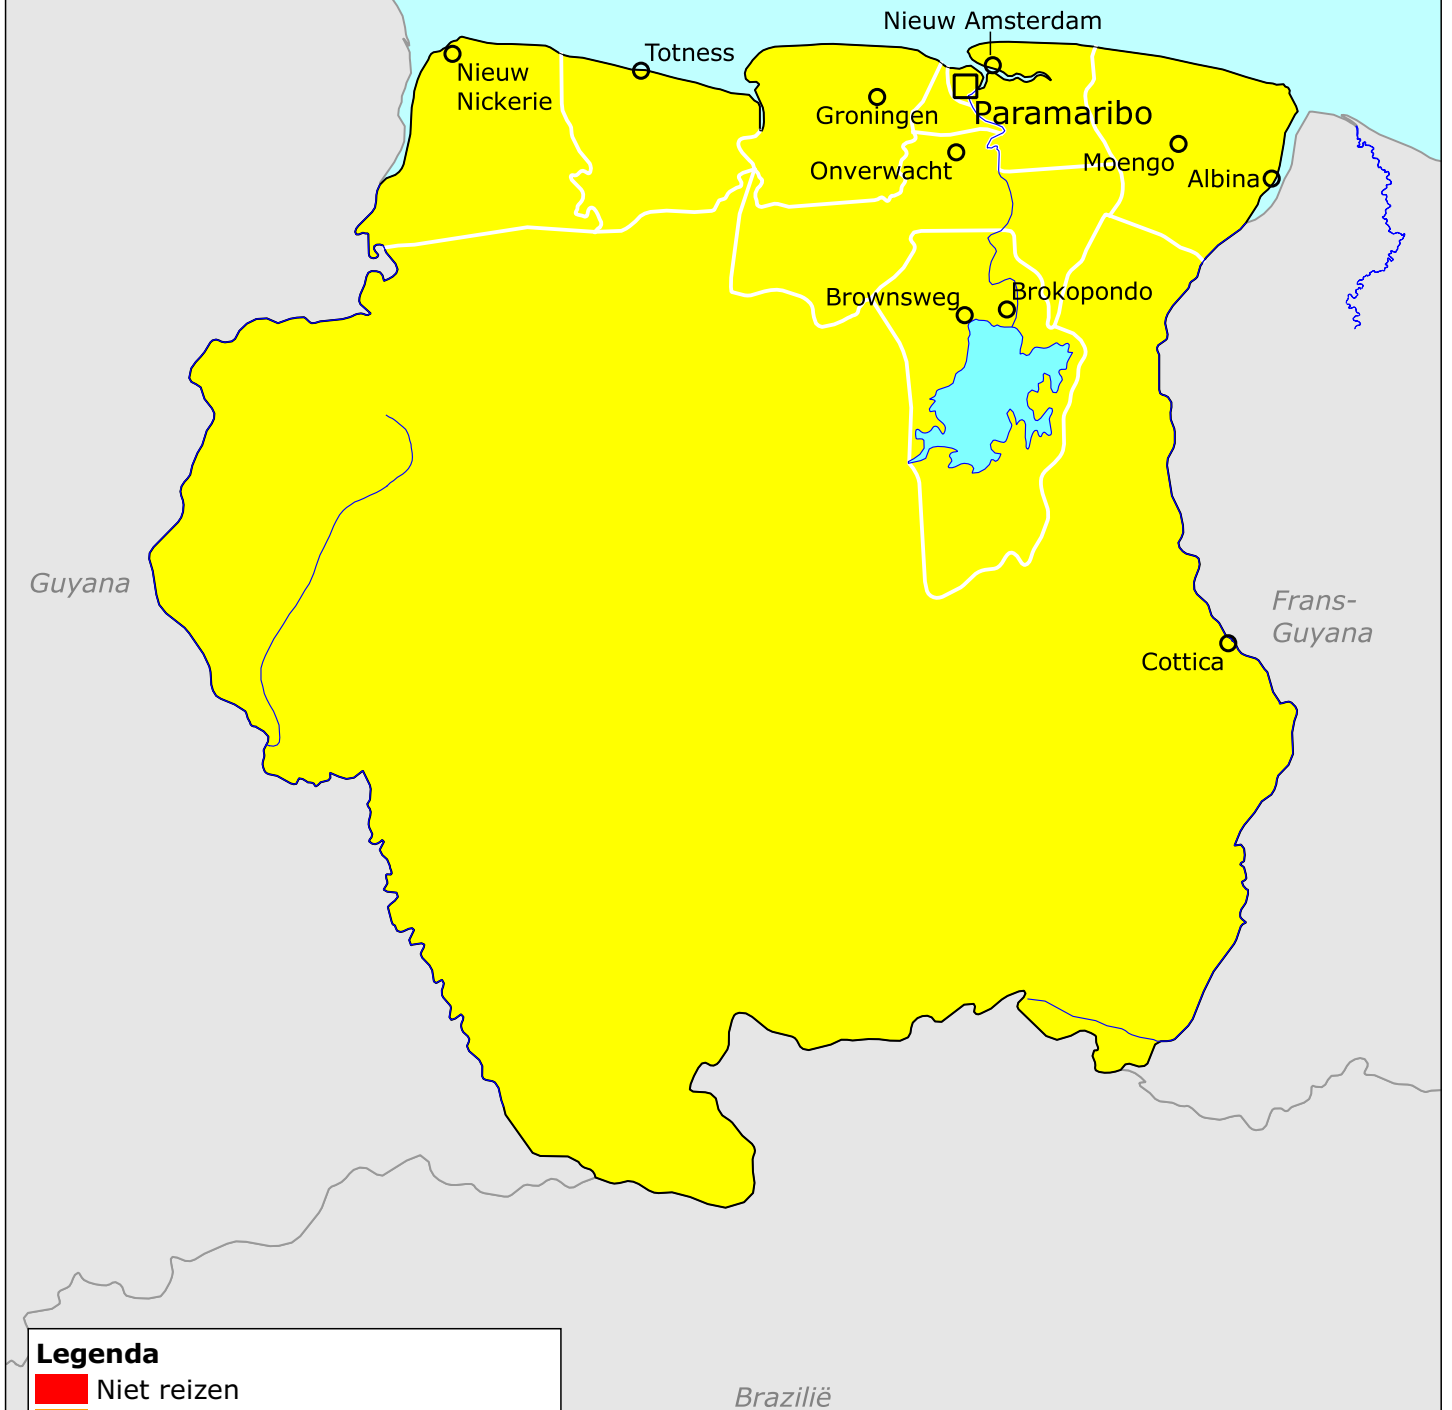 Nieuw Amsterdam
Totness
Nieuw
Nickerie
Groningen
Paramaribo
Onverwacht
Moengo
Albina
Brownsweg
Brokopondo
Guyana
Frans-
Guyana
Cottica
Legenda
Niet reizen
Brazilië